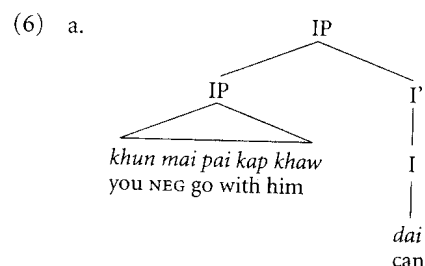 (6) a.
IP
IP
I'
khun mai pai kap khaw
you NEG go with him
I
dai
can